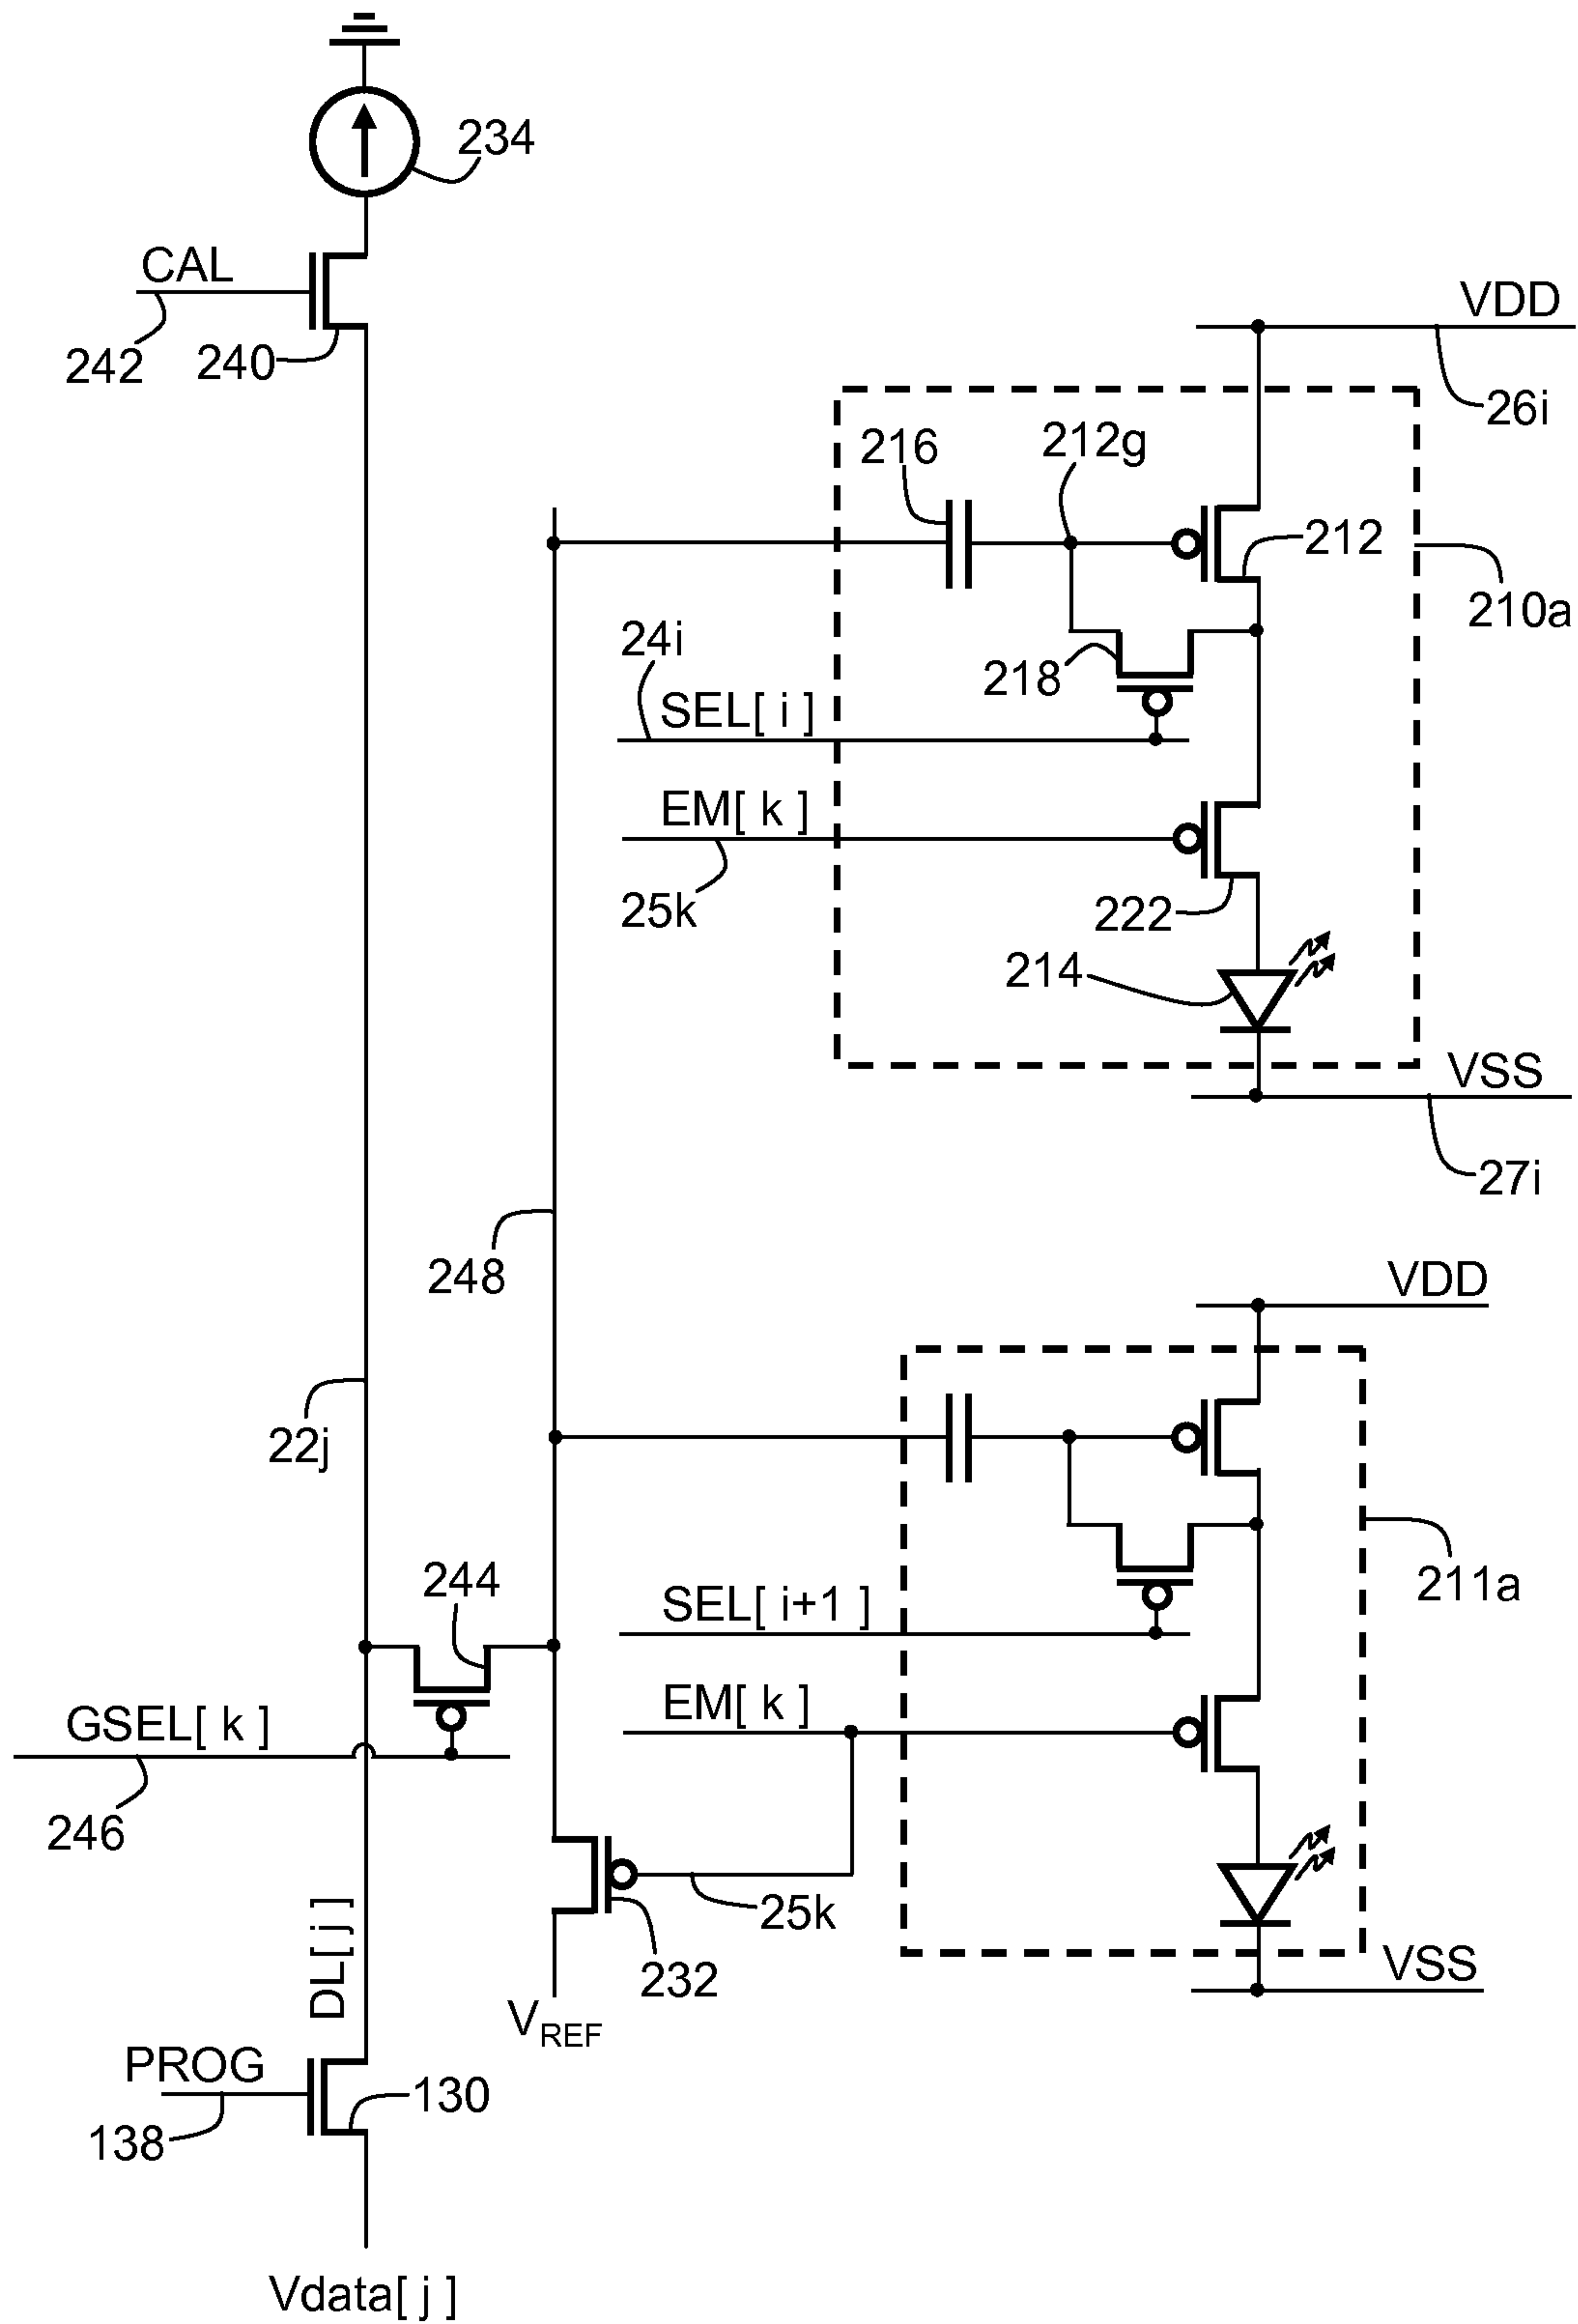 234
CAL
242
240
VDD
26i
216
212g
212
210a
24i
218
SEL[ i ]
EM[ k ]
25k
222
214
VSS
27i
248
VDD
22j
244
SEL[ i+1 ]
211a
GSEL[ k ]
EM[ k ]
246
25k
DL[ j ]
232
VSS
VREF
PROG
130
138
Vdata[ j ]